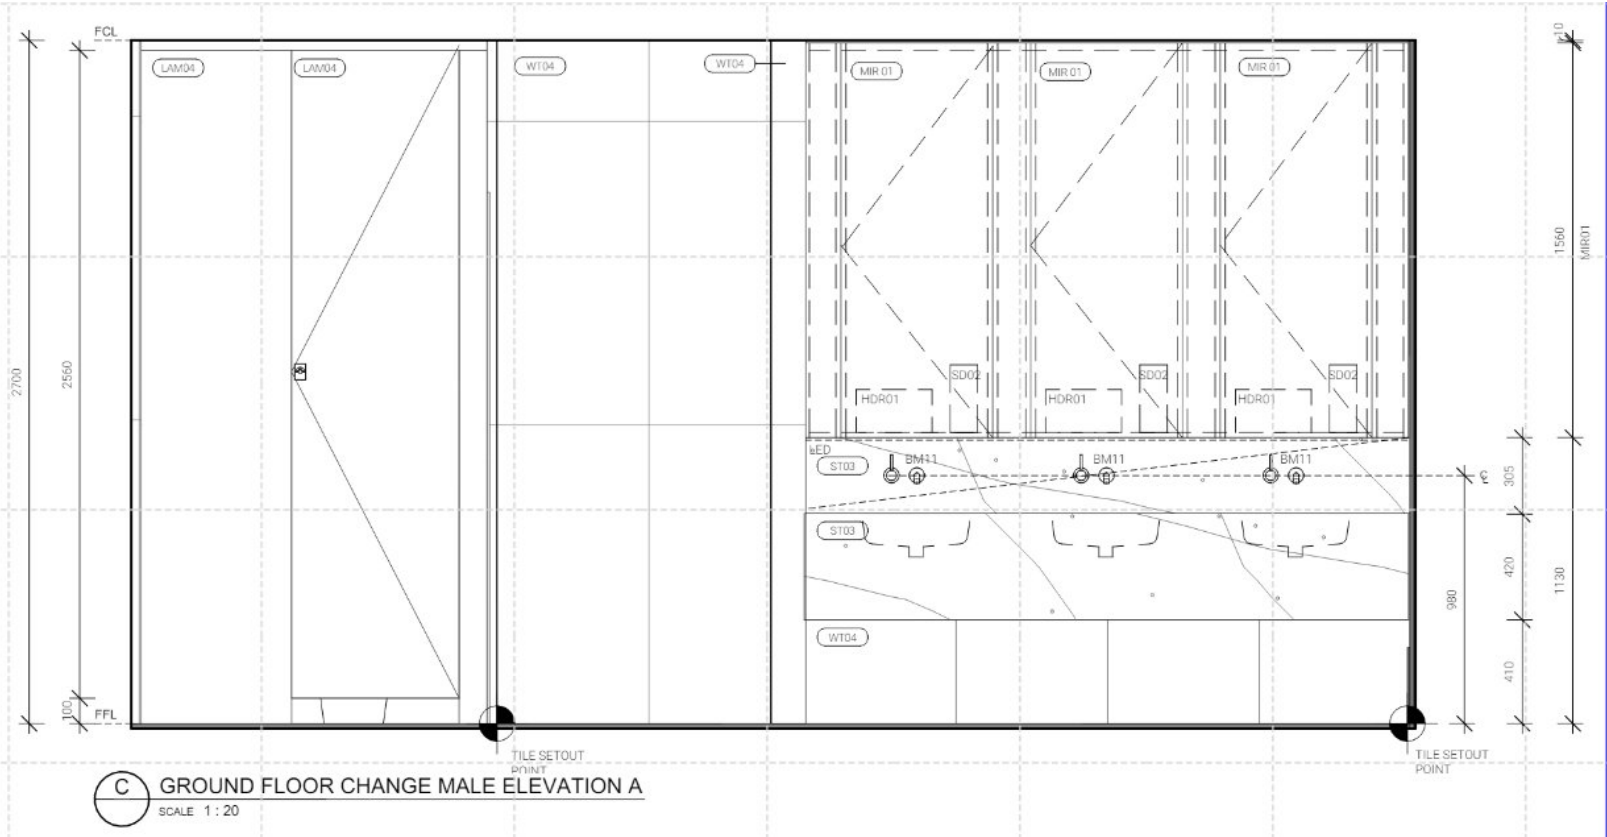 FCL
10
LAM04
LAM04
WT04
WT04
MIR 01
MIR 01
MIR 01
1560
MIR01
2700
2560
SD02
SD02
SD02
HDR01
HDR01
HDR01
LED
BM11
BM11
BM11
ST03
305
ST03
420
1130
980
WT04
410
100
FFL
TILE SETOUT
POINT
TILE SETOUT
POINT
C
GROUND FLOOR CHANGE MALE ELEVATION A
SCALE 1 : 20